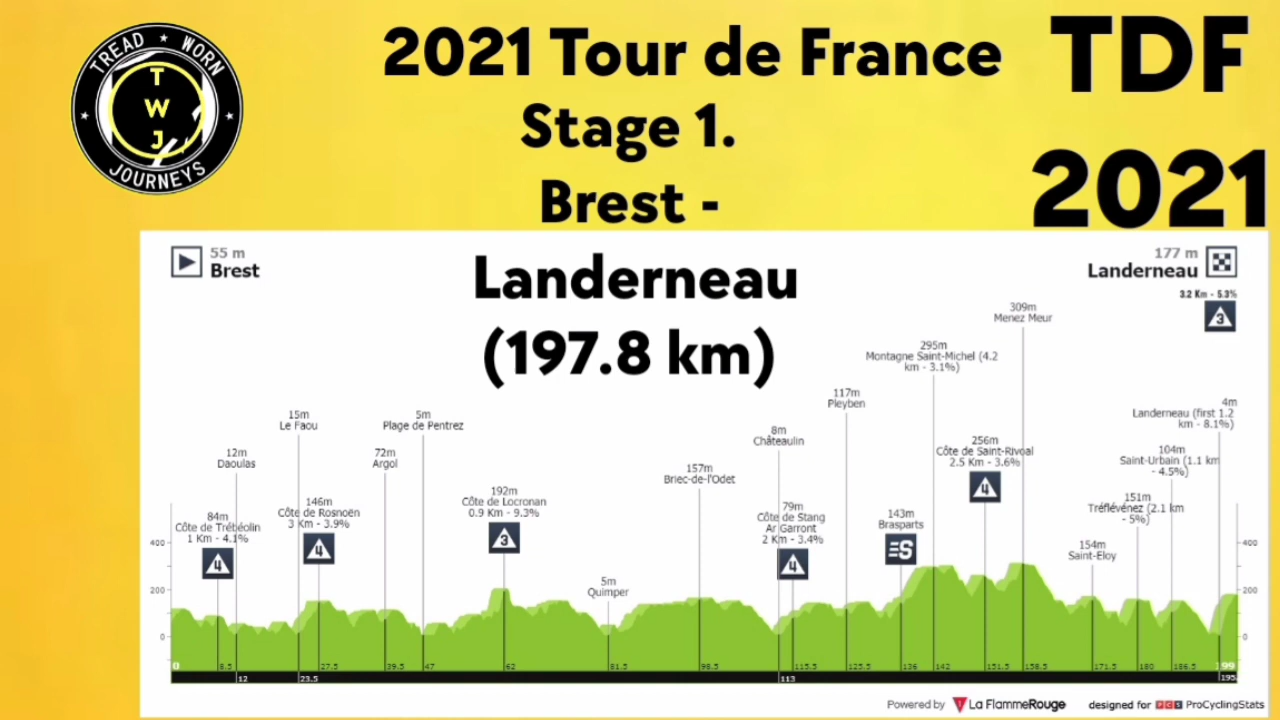 TREAD ★ WORN
TWJ
JOURNEYS
2021 Tour de France
Stage 1.
Brest -
Landerneau
(197.8 km)
TDF
2021
55 m
Brest
177 m
Landerneau
3.2 Km - 5.3%
3
309m
Menez Meur
295m
Montagne Saint-Michel (4.2
km - 3.1%)
117m
Pleyben
4m
Landerneau (first 1.2
km - 8.1%)
15m
Le Faou
5m
Plage de Pentrez
8m
Châteaulin
12m
Daoulas
72m
Argol
157m
Briec-de-l'Odet
256m
Côte de Saint-Rivoal
2.5 Km - 3.6%
4
104m
Saint-Urbain (1.1 km
- 4.5%)
84m
Côte de Trébéolin
1 Km - 4.1%
4
146m
Côte de Rosnoën
3 Km - 3.9%
4
192m
Côte de Locronan
0.9 Km - 9.3%
3
79m
Côte de Stang
Ar Garront
2 Km - 3.4%
4
143m
Brasparts
S
151m
Tréflévénez (2.1 km
- 5%)
154m
Saint-Eloy
5m
Quimper
400
200
0
400
200
0
0 8.5 27.5 39.5 47 62 81.5 98.5 115.5 125.5 136 142 151.5 158.5 171.5 180 186.5 199
12 23.5 113 195.
Powered by La FlammeRouge designed for PCS ProCyclingStats